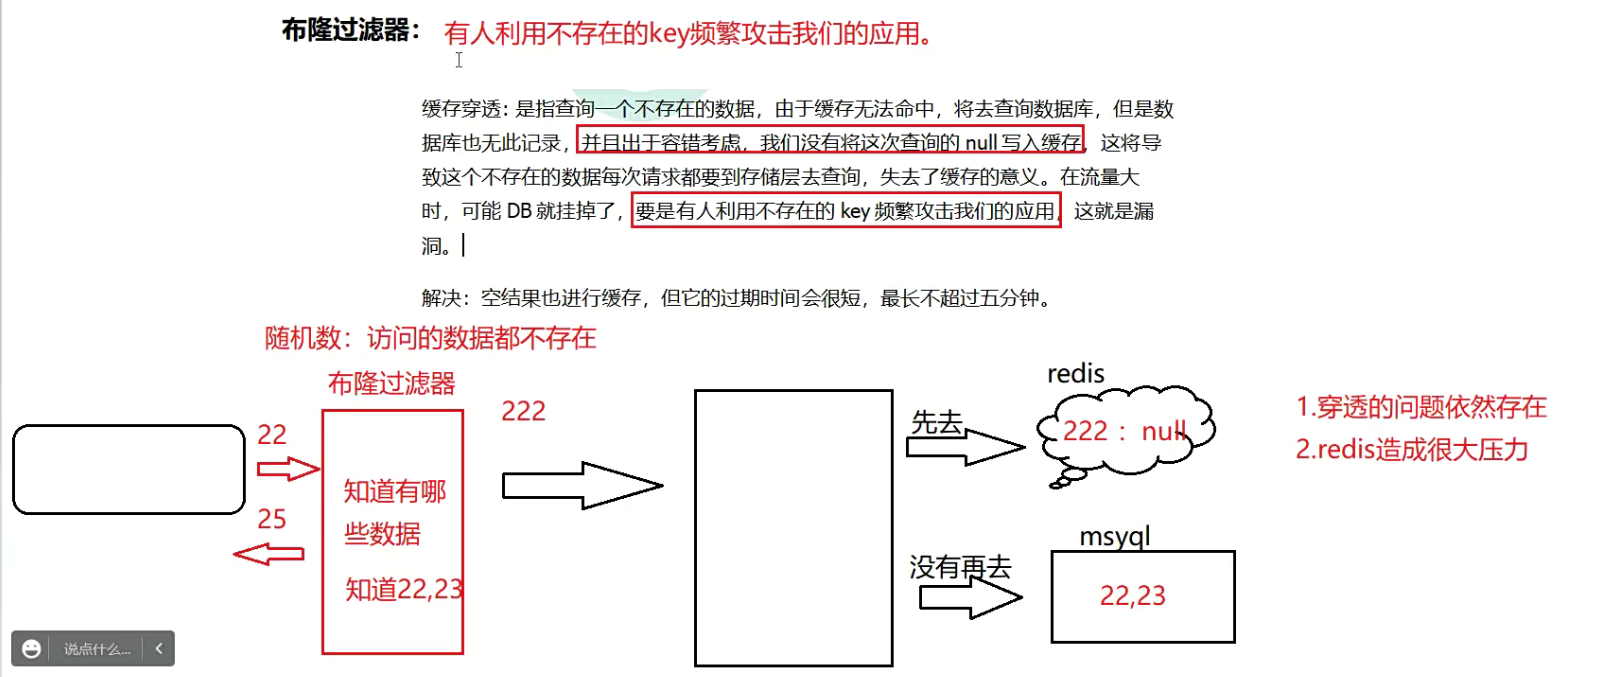 布隆过滤器： 有人利用不存在的key频繁攻击我们的应用。
缓存穿透: 是指查询一个不存在的数据，由于缓存无法命中，将去查询数据库，但是数
据库也无此记录，并且出于容错考虑，我们没有将这次查询的 null 写入缓存，这将导
致这个不存在的数据每次请求都要到存储层去查询，失去了缓存的意义。在流量大
时，可能 DB 就挂掉了，要是有人利用不存在的 key 频繁攻击我们的应用，这就是漏
洞。
解决：空结果也进行缓存，但它的过期时间会很短，最长不超过五分钟。
随机数：访问的数据都不存在
布隆过滤器
22
25
知道有哪
些数据
知道22,23
222
先去
没有再去
redis
222： null
msyql
22,23
1.穿透的问题依然存在
2.redis造成很大压力
说点什么...